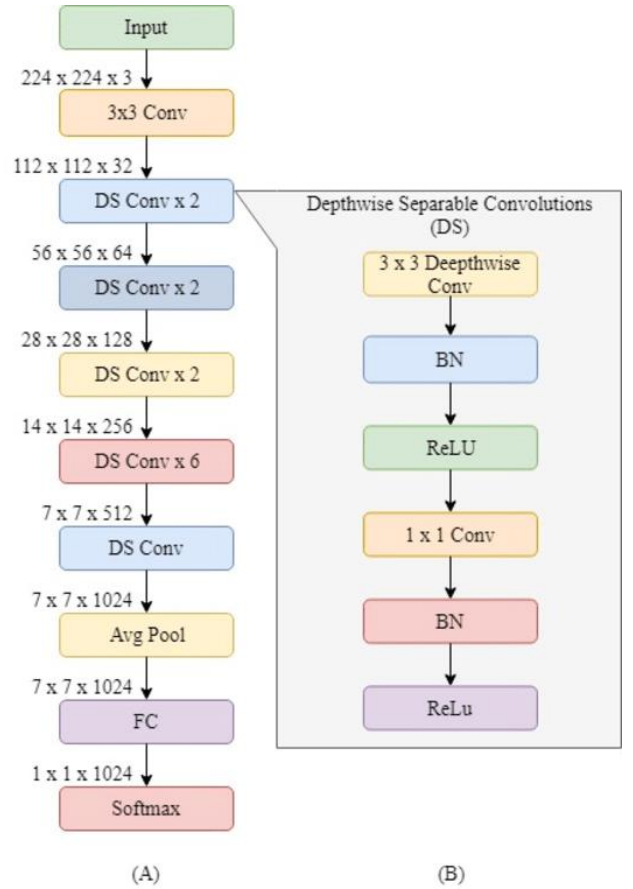 Input
224 x 224 x 3
3x3 Conv
112 x 112 x 32
DS Conv x 2
56 x 56 x 64
DS Conv x 2
28 x 28 x 128
DS Conv x 2
14 x 14 x 256
DS Conv x 6
7 x 7 x 512
DS Conv
7 x 7 x 1024
Avg Pool
7 x 7 x 1024
FC
1 x 1 x 1024
Softmax
(A)
Depthwise Separable Convolutions
(DS)
3 x 3 Deepthwise
Conv
BN
ReLU
1 x 1 Conv
BN
ReLu
(B)